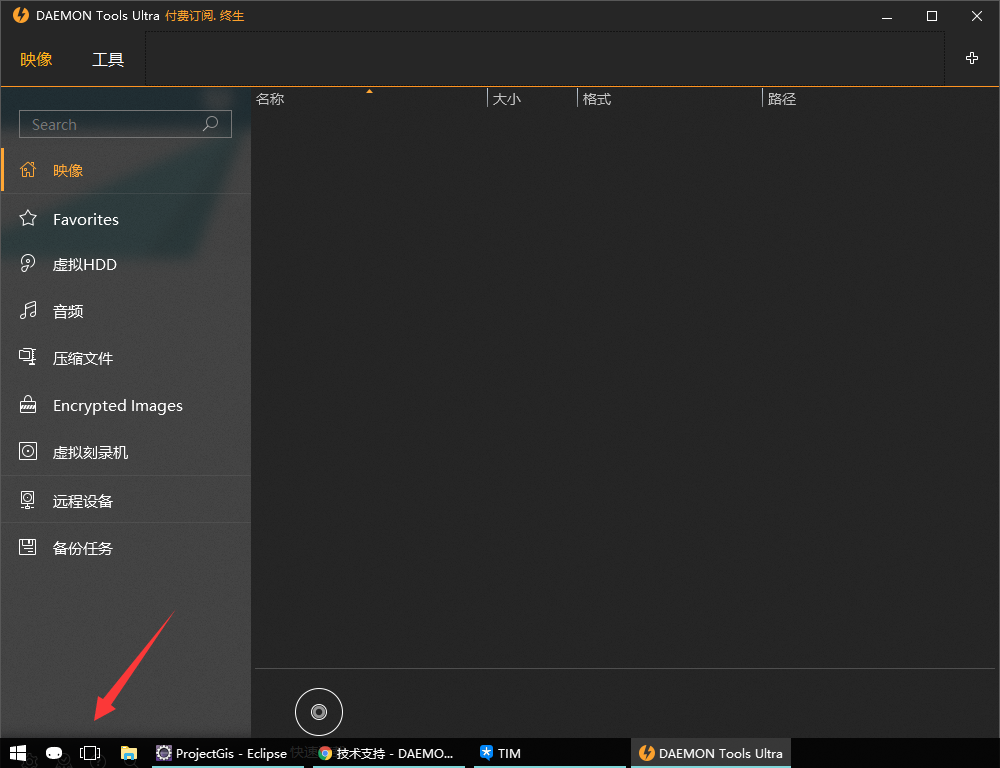 DAEMON Tools Ultra 付费订阅. 终生
映像 工具
名称 大小 格式 路径
Search
映像
Favorites
虚拟HDD
音频
压缩文件
Encrypted Images
虚拟刻录机
远程设备
备份任务
ProjectGis - Eclipse 快速 技术支持 - DAEMO... TIM DAEMON Tools Ultra